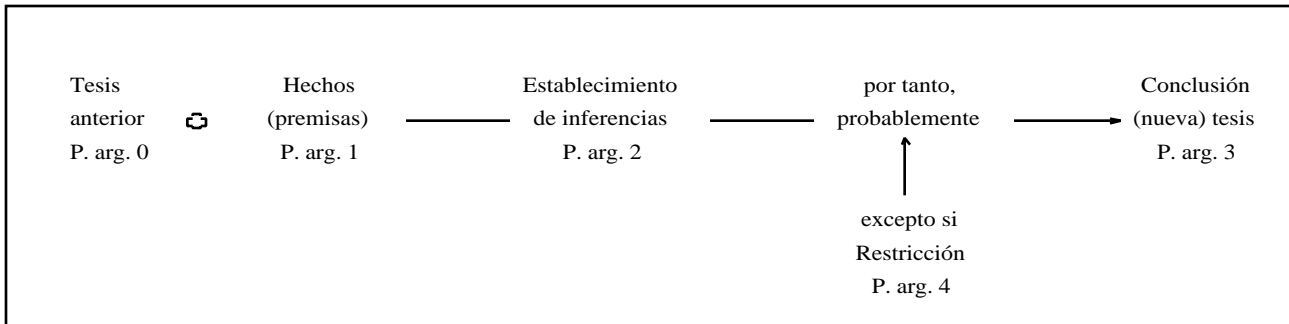 Tesis
anterior
P. arg. 0
Hechos
(premisas)
P. arg. 1
Establecimiento
de inferencias
P. arg. 2
por tanto,
probablemente
Conclusión
(nueva) tesis
P. arg. 3
excepto si
Restricción
P. arg. 4